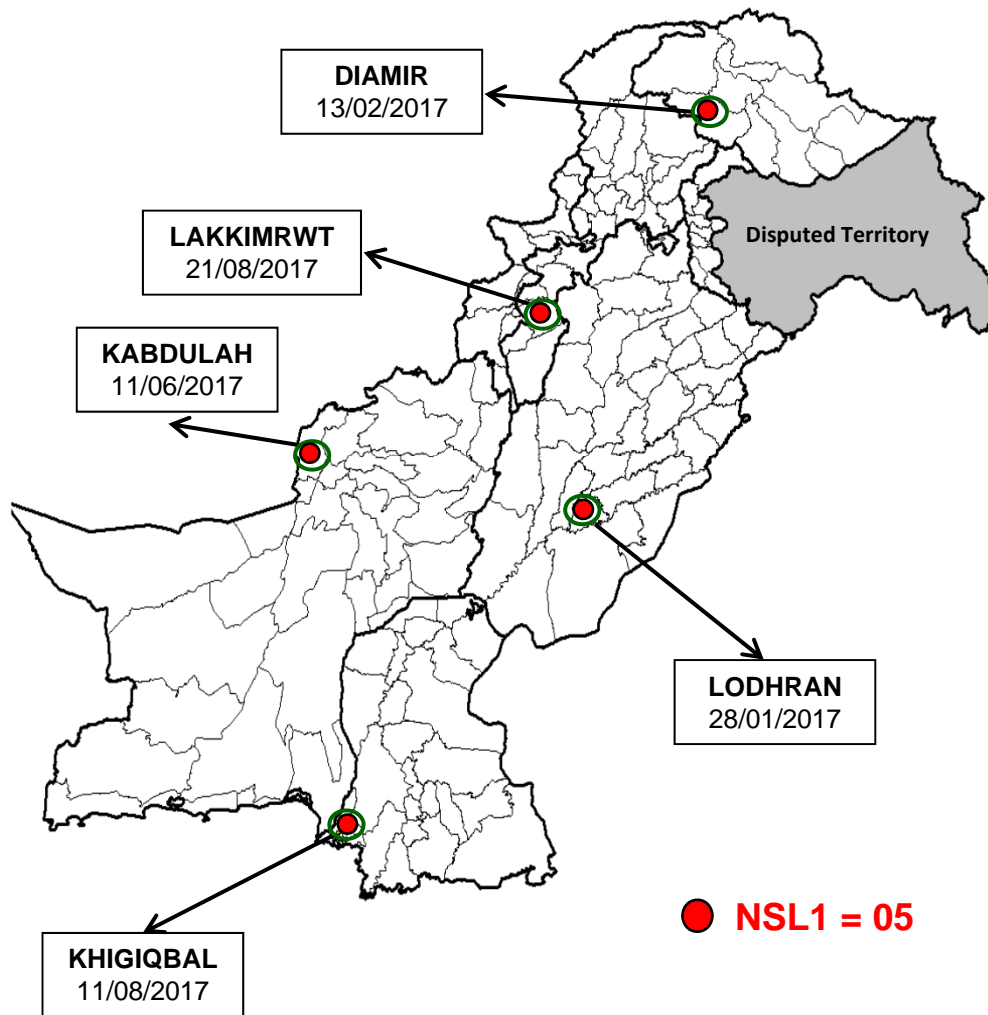 DIAMIR
13/02/2017
Disputed Territory
LAKKIMRWT
21/08/2017
KABDULAH
11/06/2017
LODHRAN
28/01/2017
NSL1 = 05
KHIGIQBAL
11/08/2017